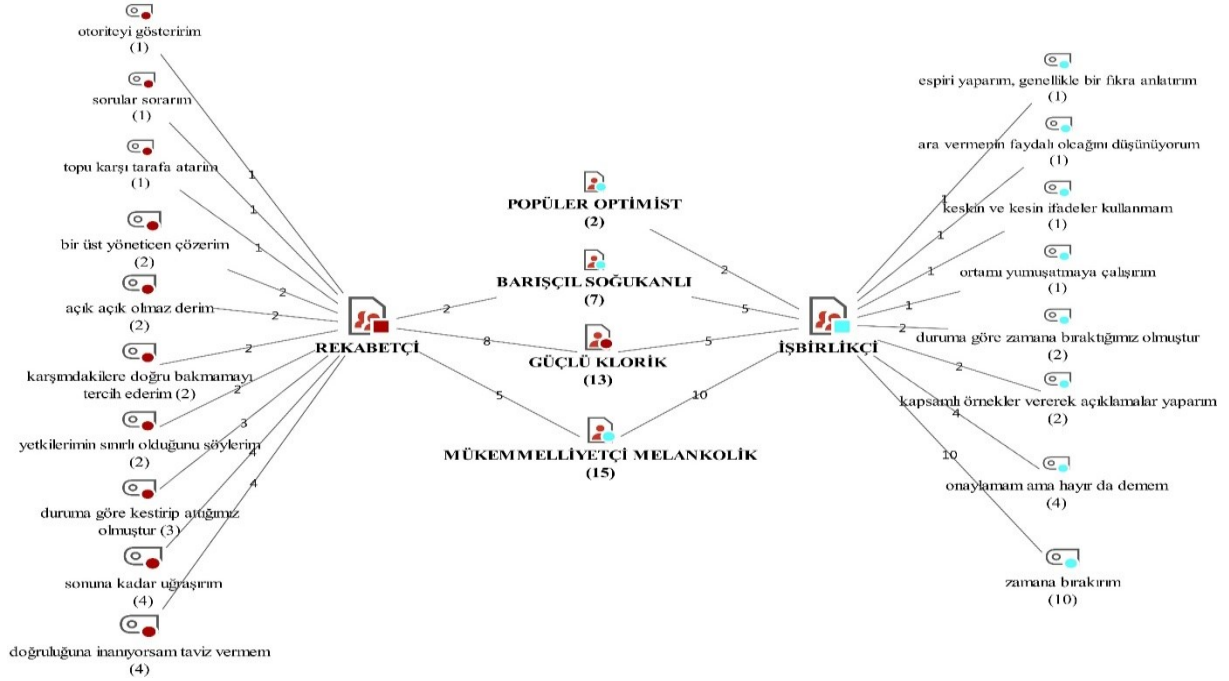 otoriteyi gösteririm
(1)
sorular sorarım
(1)
topu karşı tarafa atarim
(1)
bir üst yöneticen çözerim
(2)
açık açık olmaz derim
(2)
karşımdakilere doğru bakmamayı
tercih ederim (2)
yetkilerimin sınırlı olduğunu söylerim
(2)
duruma göre kestirip attığımız
olmuştur (3)
sonuna kadar uğraşırım
(4)
doğruluğuna inanıyorsam taviz vermem
(4)
1
1
1
2
2
2
2
3
4
4
REKABETÇİ
2
8
5
POPÜLER OPTİMİST
(2)
BARIŞÇIL SOĞUKANLI
(7)
GÜÇLÜ KLORİK
(13)
MÜKEMMELLİYETÇİ MELANKOLİK
(15)
2
5
5
10
İŞBİRLİKÇİ
1
1
1
1
2
2
4
10
espiri yaparım, genellikle bir fıkra anlatırım
(1)
ara vermenin faydalı olcağını düşünüyorum
(1)
keskin ve kesin ifadeler kullanmam
(1)
ortamı yumuşatmaya çalışırım
(1)
duruma göre zamana bıraktığımız olmuştur
(2)
kapsamlı örnekler vererek açıklamalar yaparım
(2)
onaylamam ama hayır da demem
(4)
zamana bırakırım
(10)